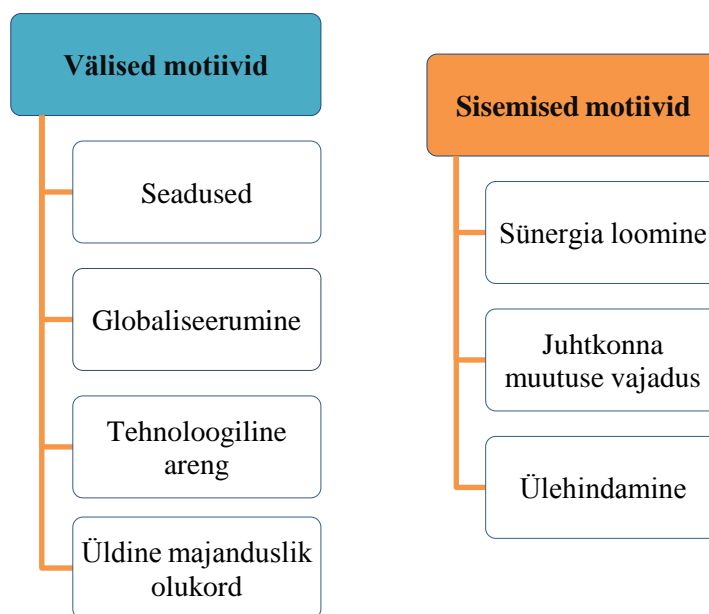 Välised motiivid
Seadused
Globaliseerumine
Tehnoloogiline
areng
Üldine majanduslik
olukord
Sisemised motiivid
Sünergia loomine
Juhtkonna
muutuse vajadus
Ülehindamine